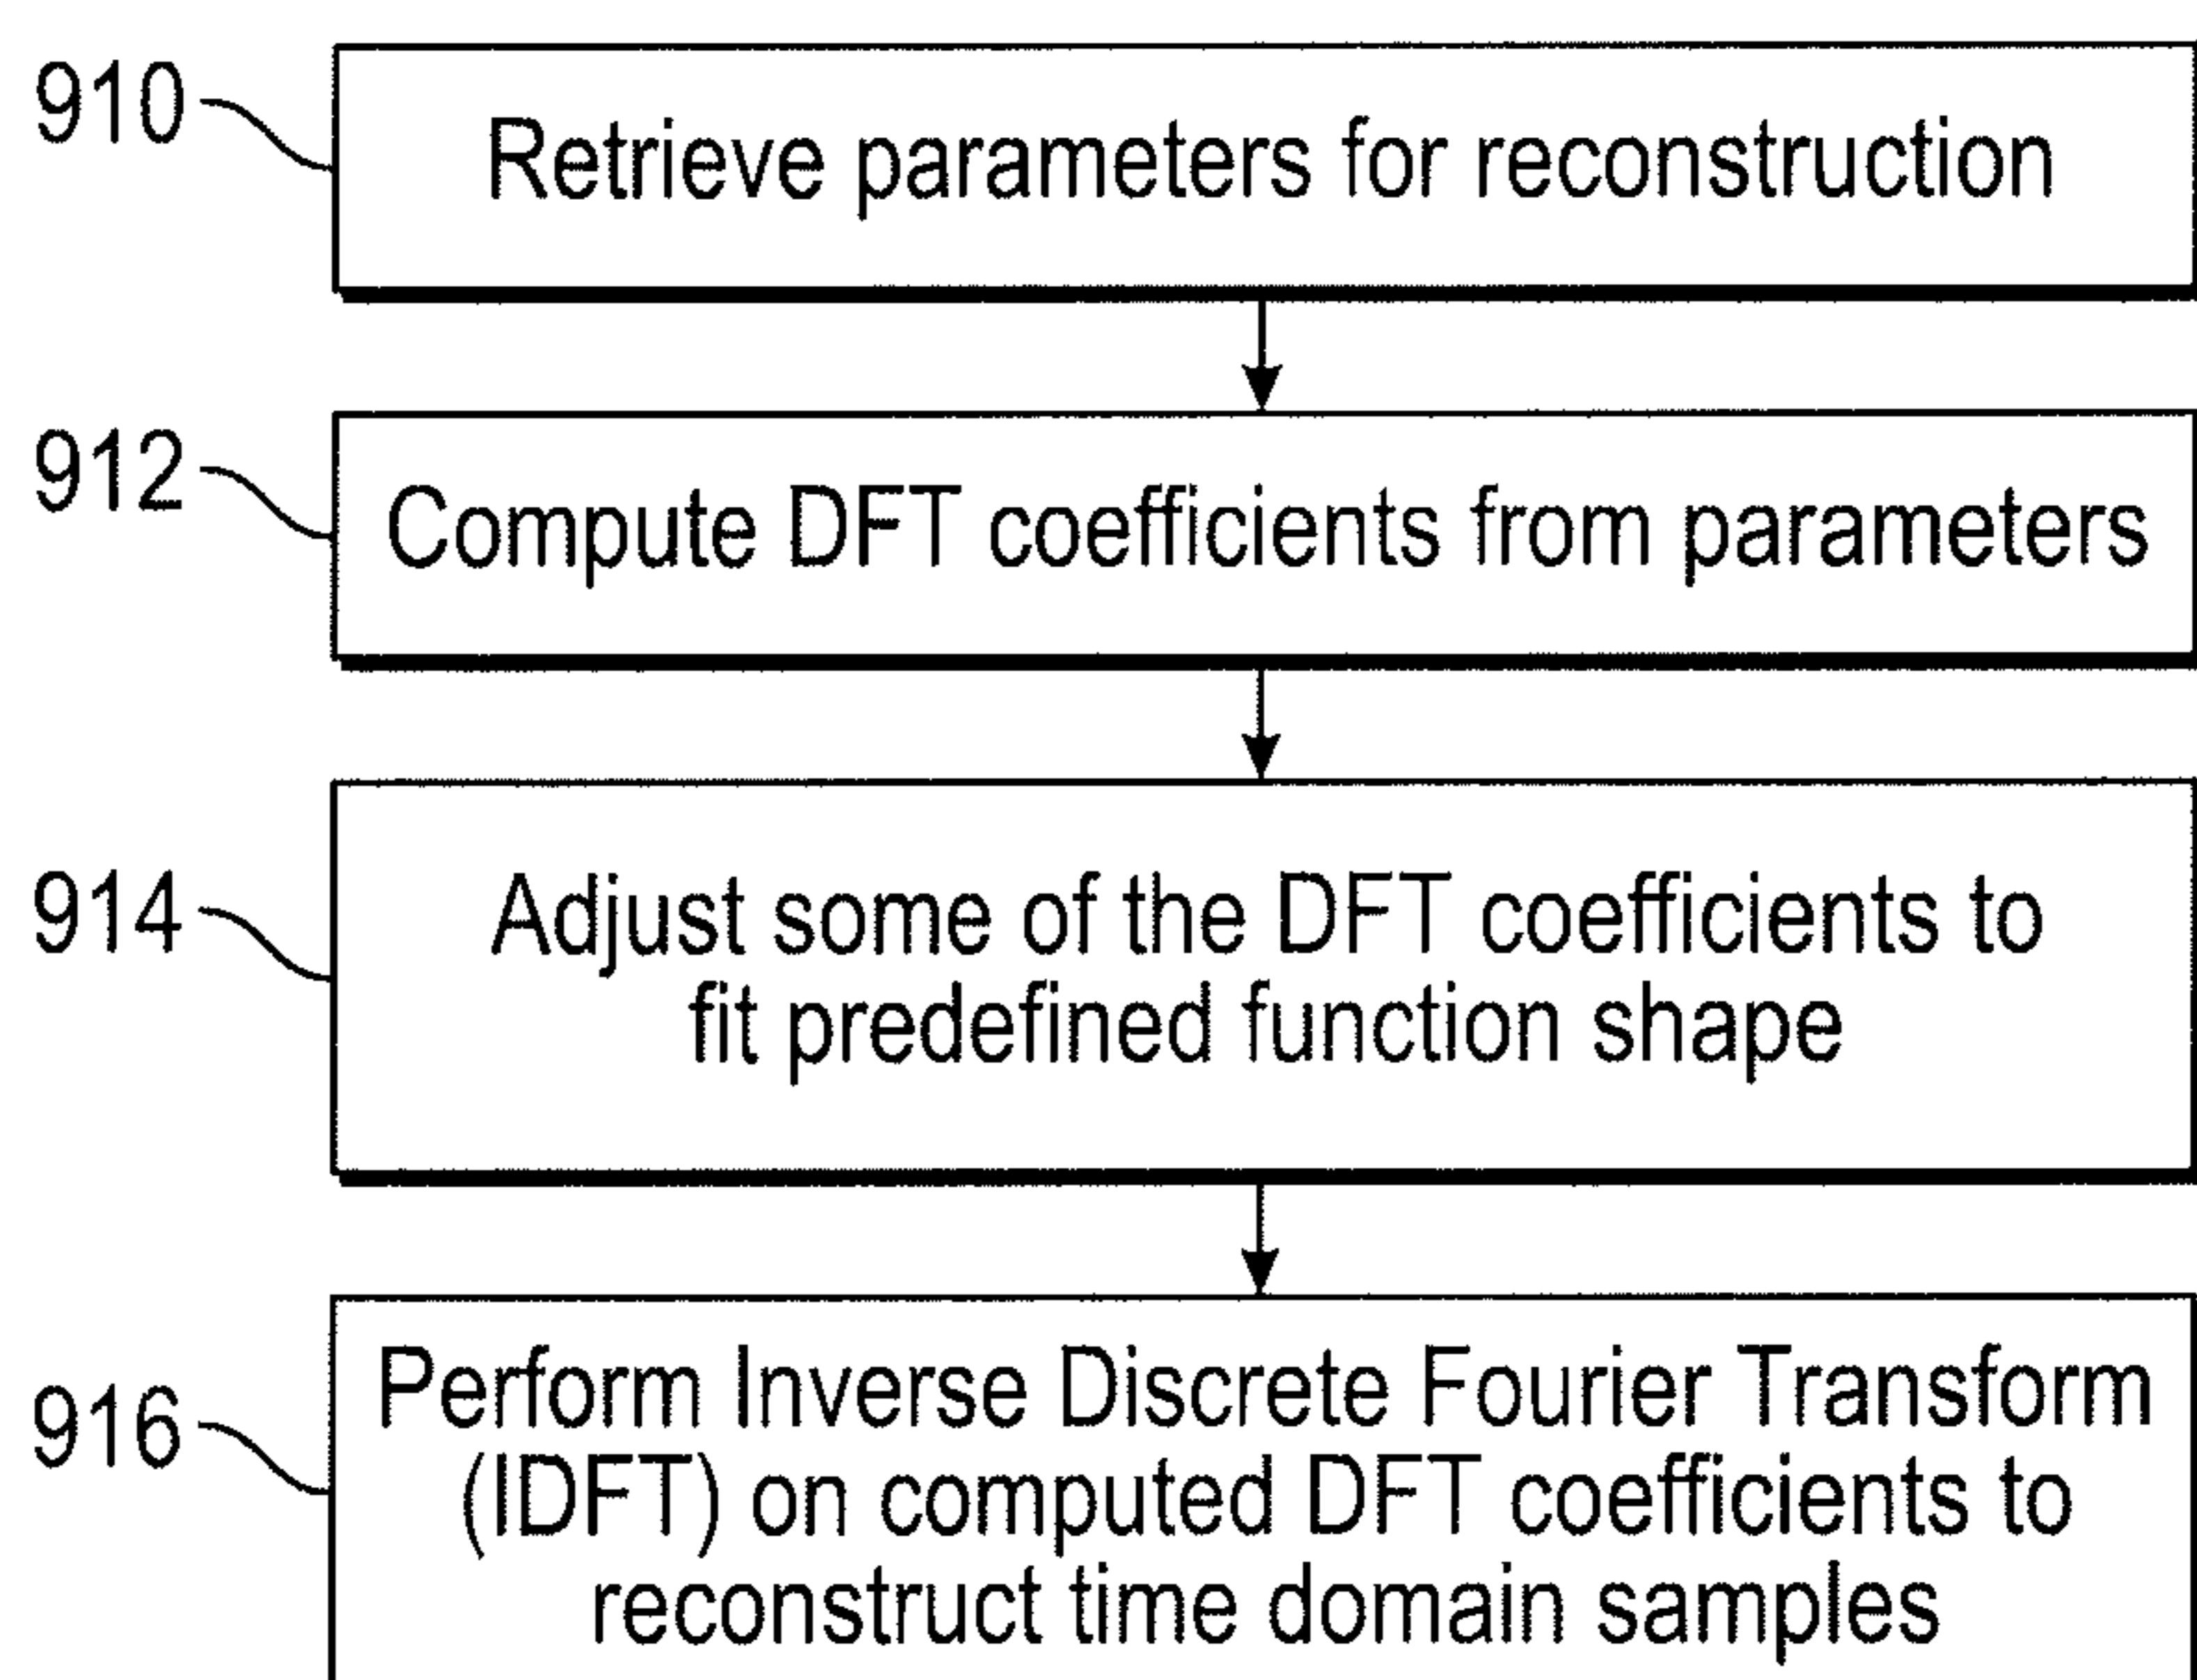 910
Retrieve parameters for reconstruction
912
Compute DFT coefficients from parameters
914
Adjust some of the DFT coefficients to
fit predefined function shape
916
Perform Inverse Discrete Fourier Transform
(IDFT) on computed DFT coefficients to
reconstruct time domain samples